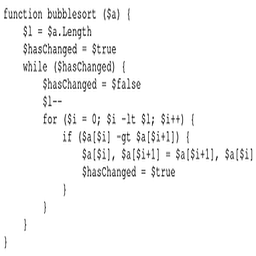 function bubblesort ($a) {
    $l = $a.Length
    $hasChanged = $true
    while ($hasChanged) {
        $hasChanged = $false
        $l--
        for ($i = 0; $i -lt $l; $i++) {
            if ($a[$i] -gt $a[$i+1]) {
                $a[$i], $a[$i+1] = $a[$i+1], $a[$i]
                $hasChanged = $true
            }
        }
    }
}